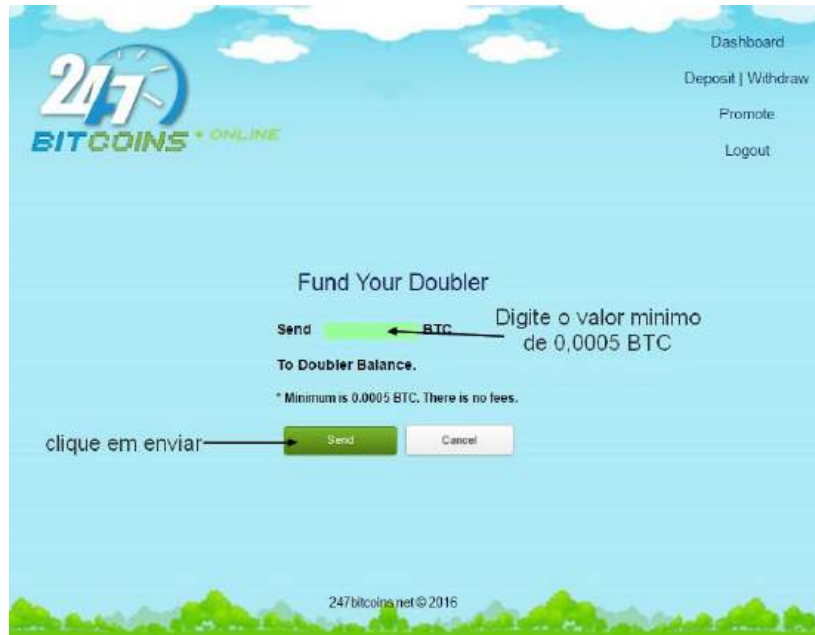 Dashboard
Deposit | Withdraw
Promote
Logout
247
BITCOINS • ONLINE
Fund Your Doubler
Send BTC
Digite o valor minimo
de 0,0005 BTC
To Doubler Balance.
* Minimum is 0.0005 BTC. There is no fees.
clique em enviar
Send Cancel
247bitcoins.net © 2016